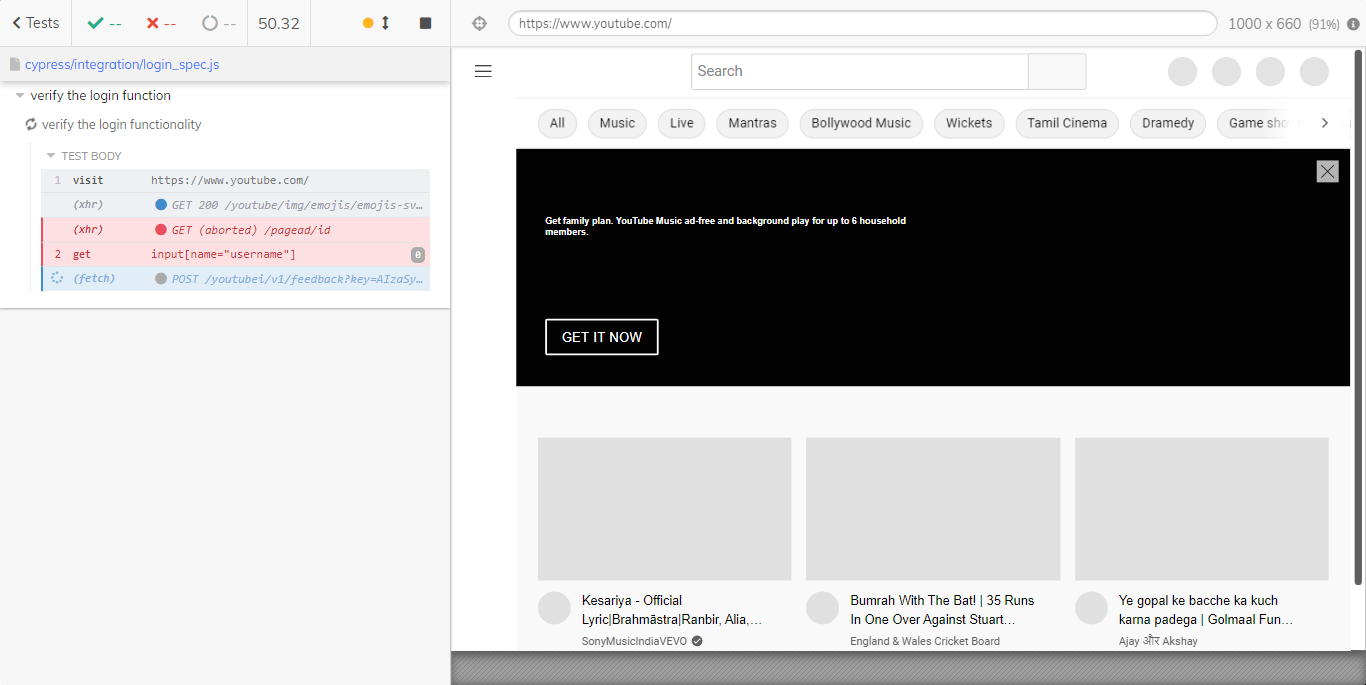 Tests
--
--
--
50.32
https://www.youtube.com/
1000 x 660 (91%)
cypress/integration/login_spec.js
verify the login function
verify the login functionality
TEST BODY
1 visit https://www.youtube.com/
(xhr) GET 200 /youtube/img/emojis/emojis-sv…
(xhr) GET (aborted) /pagead/id
2 get input[name="username"] 0
(fetch) POST /youtubei/v1/feedback?key=AIzaSy…
Search
All Music Live Mantras Bollywood Music Wickets Tamil Cinema Dramedy Game sho
Get family plan. YouTube Music ad-free and background play for up to 6 household
members.
GET IT NOW
Kesariya - Official
Lyric|Brahmāstra|Ranbir, Alia,…
SonyMusicIndiaVEVO
Bumrah With The Bat! | 35 Runs
In One Over Against Stuart…
England & Wales Cricket Board
Ye gopal ke bacche ka kuch
karna padega | Golmaal Fun…
Ajay और Akshay